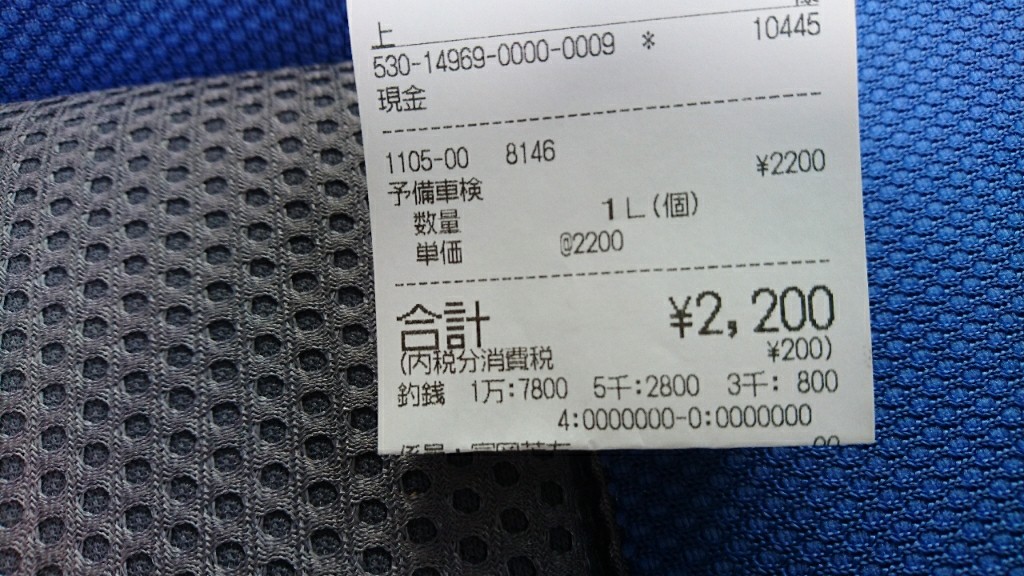 上
530-14969-0000-0009 * 10445
現金
1105-00 8146 ¥2200
予備車検
数量 1L(個)
単価 @2200
合計 ¥2,200
(内税分消費税 ¥200)
釣銭 1万:7800 5千:2800 3千: 800
4:0000000-0:0000000